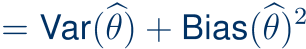 = Var(θ̂) + Bias(θ̂)²